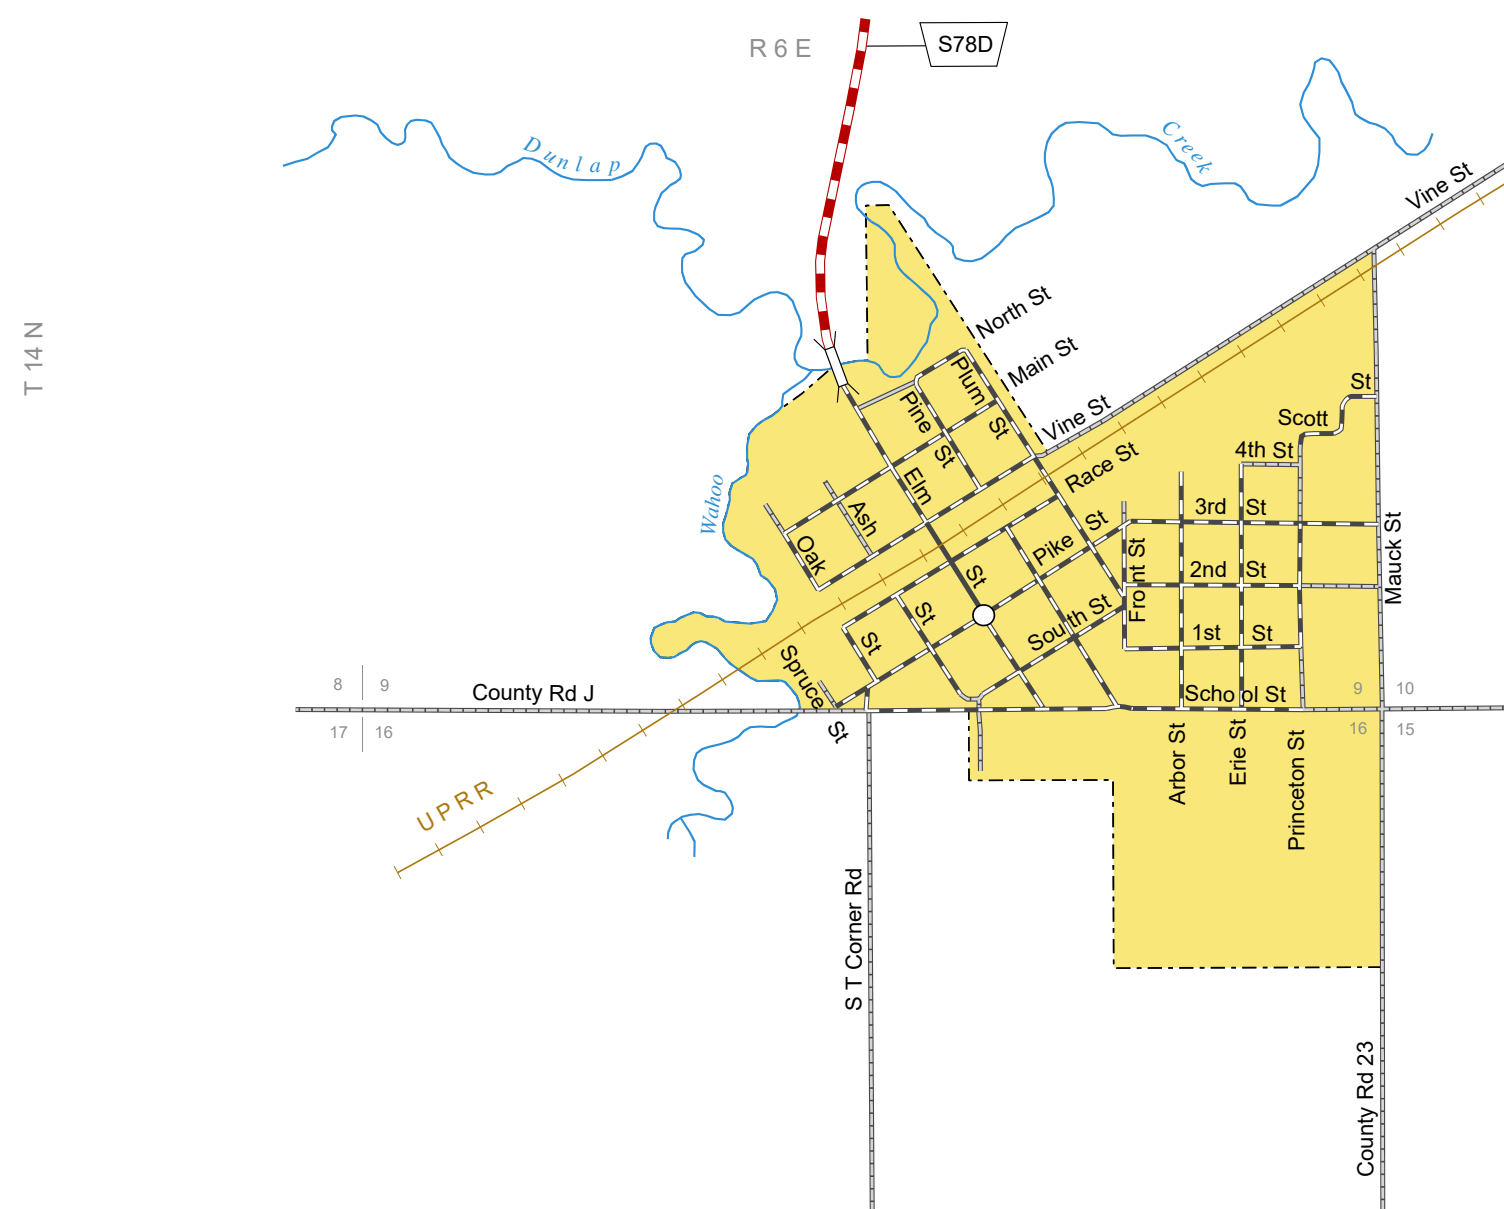 R 6 E
S78D
T 14 N
Dunlap
Creek
Vine St
North St
Main St
Plum
St
Pine
St
Vine St
St
Scott
4th St
Race St
Elm
St
Wahoo
Ash
St
Oak
St
3rd St
Pike St
Front St
2nd St
Mauck St
South St
1st St
Spruce
St
8 9
17 16
County Rd J
School St
9 10
16 15
Arbor St
Erie St
Princeton St
UPRR
S T Corner Rd
County Rd 23